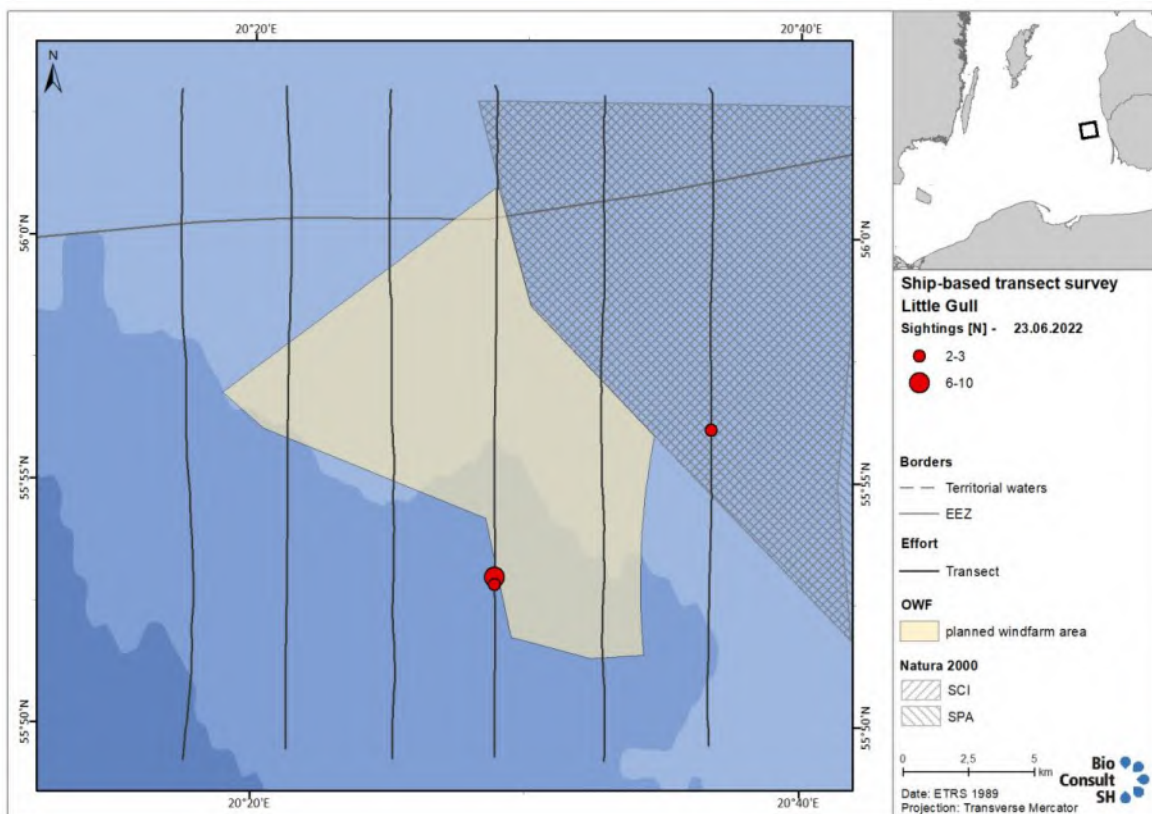 20°20'E
20°40'E
N
56°0'N
56°0'N
55°55'N
55°55'N
55°50'N
55°50'N
20°20'E
20°40'E
Ship-based transect survey
Little Gull
Sightings [N] - 23.06.2022
2-3
6-10
Borders
Territorial waters
EEZ
Effort
Transect
OWF
planned windfarm area
Natura 2000
SCI
SPA
0 2,5 5
km
Date: ETRS 1989
Projection: Transverse Mercator
Bio
Consult
SH